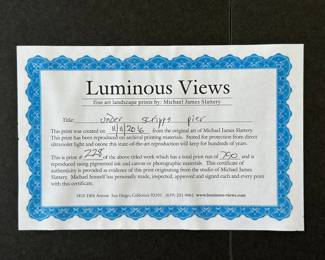 Luminous Views
fine art landscape prints by: Michael James Slattery
Title: under scripps pier
This print was created on 11/11/2016 from the original art of Michael James Slattery.
This print has been produced on archival printing materials. Stored for protection from direct
ultraviolet light and ozone this state-of-the-art reproduction will keep for hundreds of years.
This is print # 228 of the above titled work which has a total print run of 750 and is
reproduced using pigmented ink and canvas or photographic materials. This certificate of
authenticity is provided as evidence of this print originating from the studio of Michael James
Slattery. Michael himself has personally made, inspected, approved and signed each and every print
with this certificate.
San Diego, California www.luminous-views.com